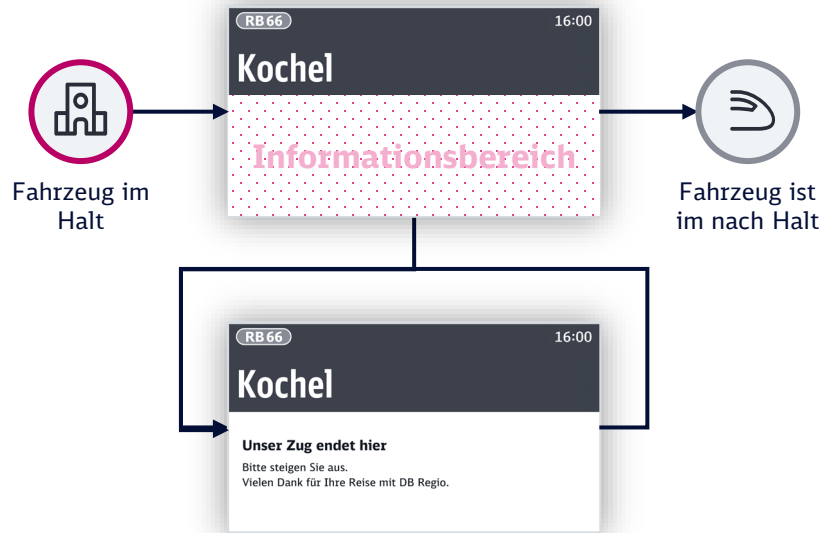 RB 66
16:00
Kochel
Informationsbereich
Fahrzeug im
Halt
Fahrzeug ist
im nach Halt
RB 66
16:00
Kochel
Unser Zug endet hier
Bitte steigen Sie aus.
Vielen Dank für Ihre Reise mit DB Regio.